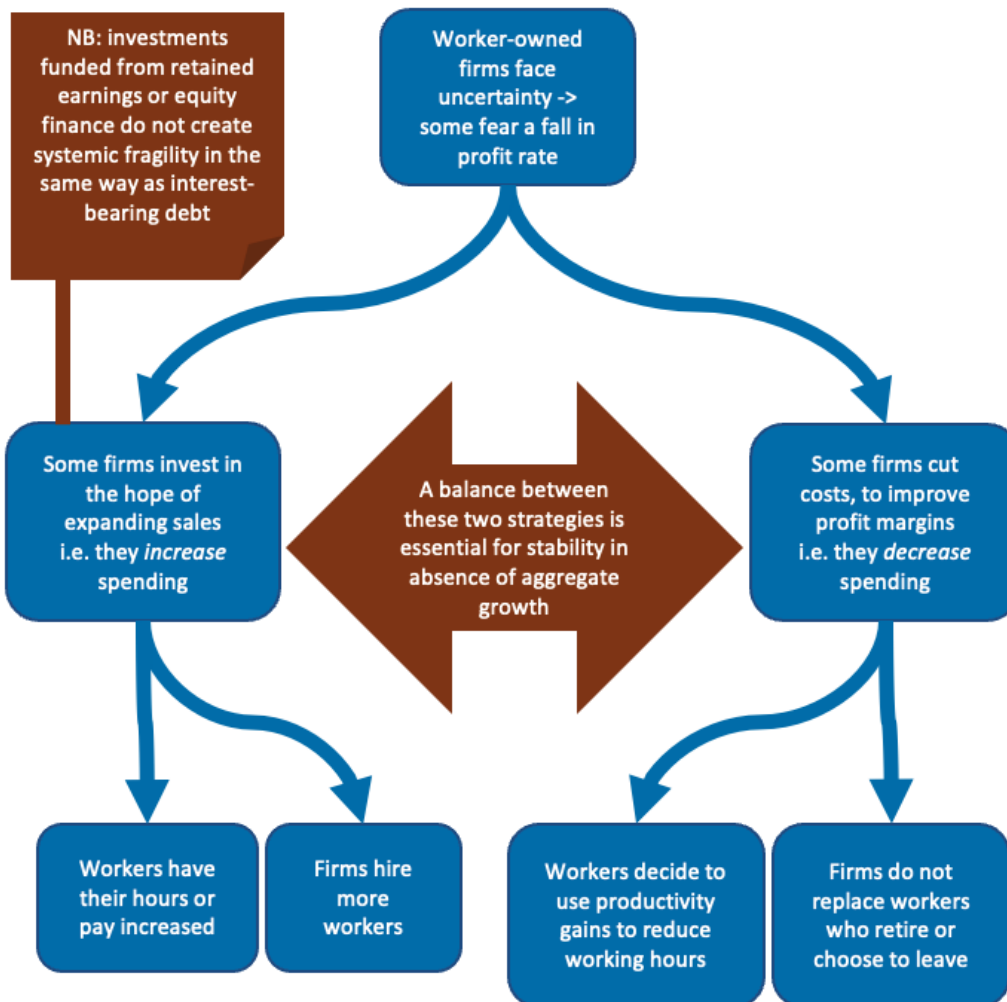 NB: investments
funded from retained
earnings or equity
finance do not create
systemic fragility in the
same way as interest-
bearing debt
Worker-owned
firms face
uncertainty ->
some fear a fall in
profit rate
Some firms invest in
the hope of
expanding sales
i.e. they increase
spending
A balance between
these two strategies is
essential for stability in
absence of aggregate
growth
Some firms cut
costs, to improve
profit margins
i.e. they decrease
spending
Workers have
their hours or
pay increased
Firms hire
more
workers
Workers decide to
use productivity
gains to reduce
working hours
Firms do not
replace workers
who retire or
choose to leave